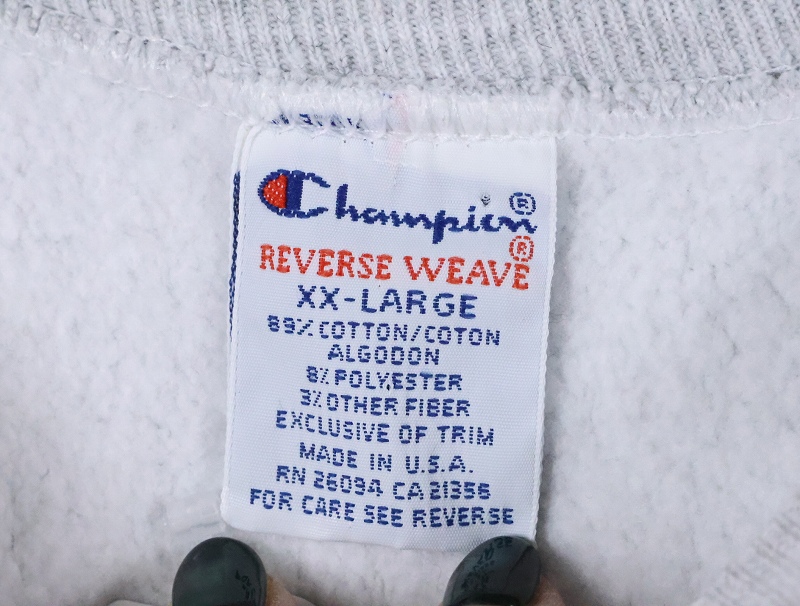 Champion®
REVERSE WEAVE®
XX-LARGE
89% COTTON/COTON
ALGODON
8% POLYESTER
3% OTHER FIBER
EXCLUSIVE OF TRIM
MADE IN U.S.A.
RN 26094 CA 21356
FOR CARE SEE REVERSE